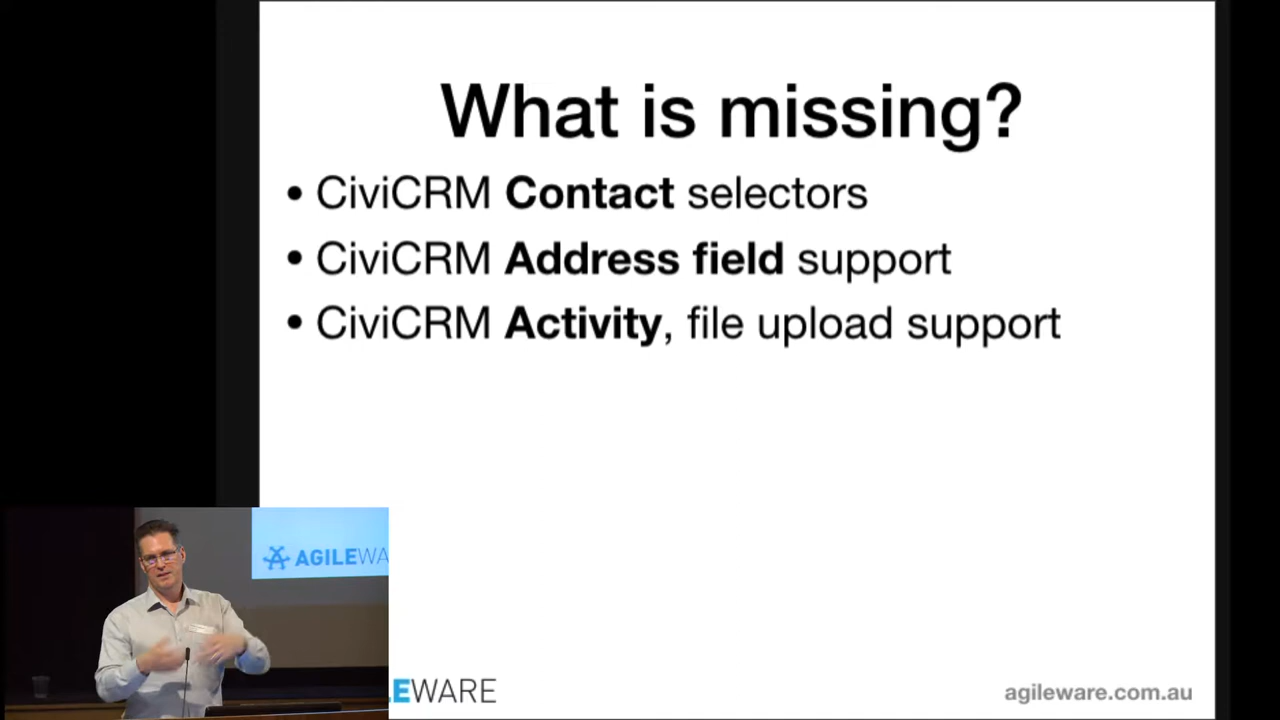 What is missing?
• CiviCRM Contact selectors
• CiviCRM Address field support
• CiviCRM Activity, file upload support
AGILEWA
EWARE
agileware.com.au